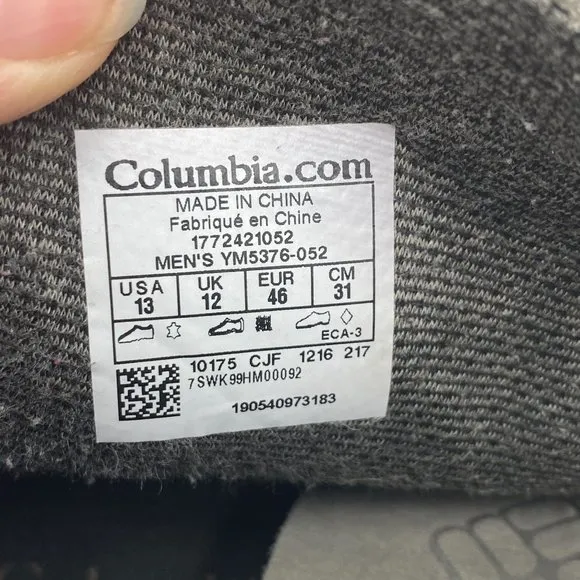 Columbia.com
MADE IN CHINA
Fabriqué en Chine
1772421052
MEN'S YM5376-052
USA UK EUR CM
13 12 46 31
ECA-3
10175 CJF 1216 217
7SWK99HM00092
190540973183